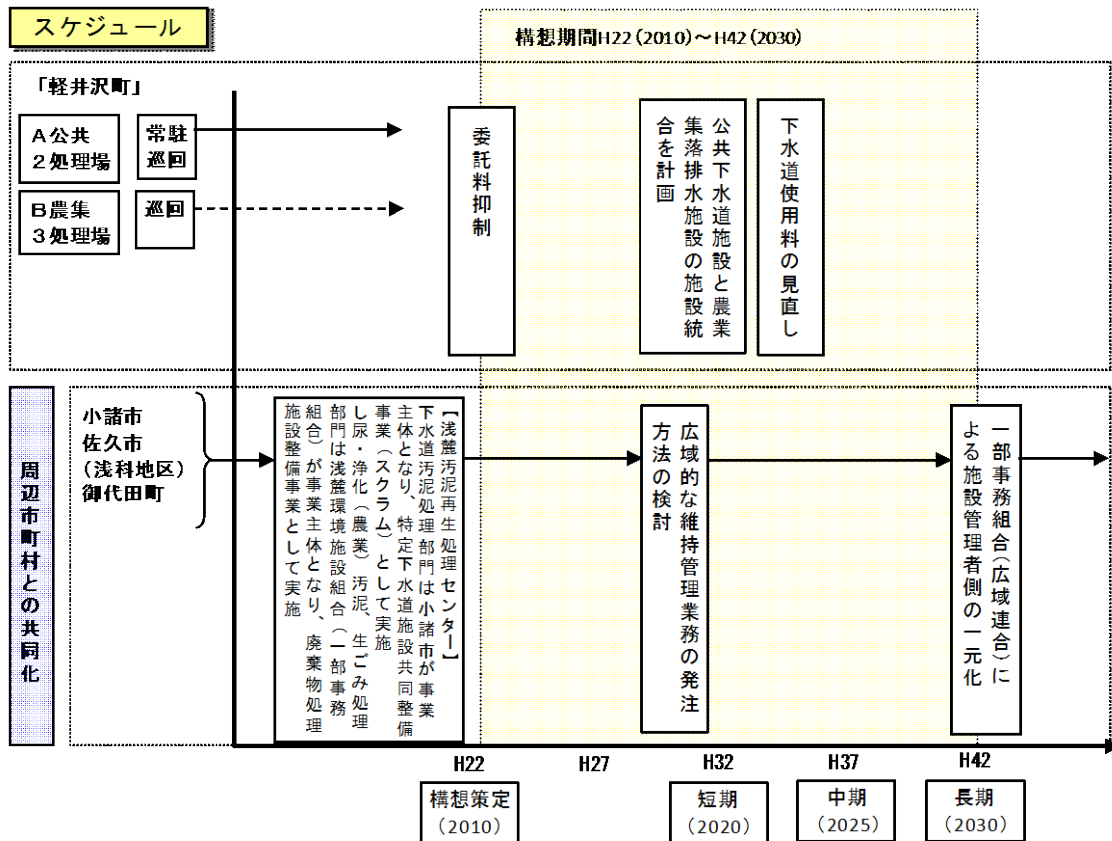 スケジュール
構想期間H22(2010)～H42(2030)
「軽井沢町」
A公共
2処理場
常駐
巡回
B農集
3処理場
巡回
委託料抑制
公共下水道施設と農業
集落排水施設の施設統
合を計画
下水道使用料の見直し
周辺市町村との共同化
小諸市
佐久市
(浅科地区)
御代田町
【浅麓汚泥再生処理センター】
下水道汚泥処理部門は小諸市が事業
主体となり、特定下水道施設共同整備
事業（スクラム）として実施
し尿・浄化（農業）汚泥、生ごみ処理
部門は浅麓環境施設組合（一部事務
組合）が事業主体となり、廃棄物処理
施設整備事業として実施
広域的な維持管理業務の発注
方法の検討
一部事務組合(広域連合)に
よる施設管理者側の一元化
H22
H27
H32
H37
H42
構想策定
（2010）
短期
（2020）
中期
（2025）
長期
（2030）